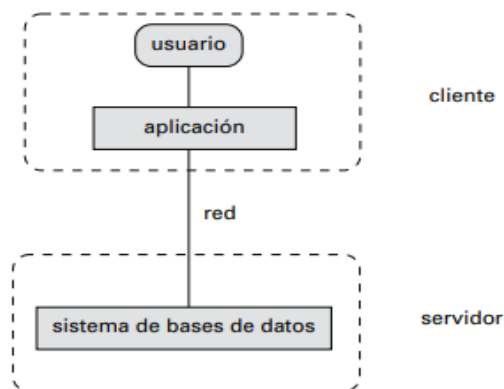 usuario
cliente
aplicación
red
sistema de bases de datos
servidor